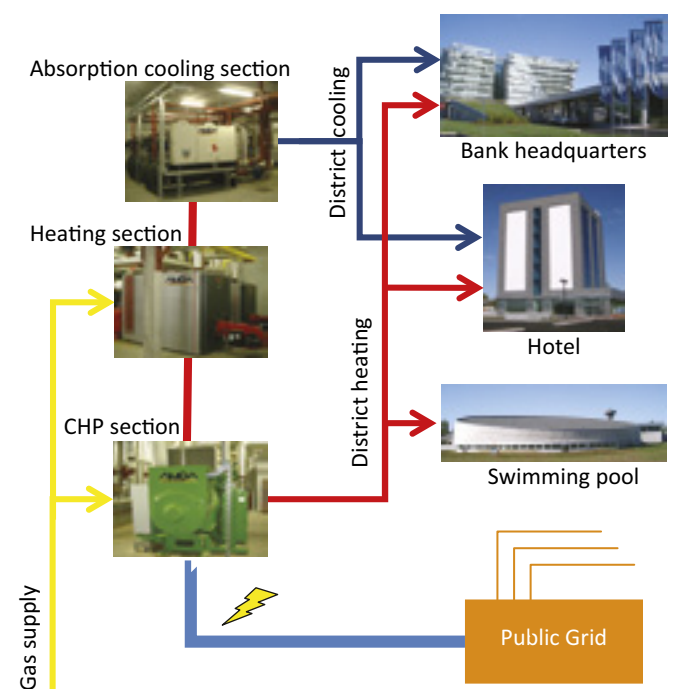 Absorption cooling section
District cooling
Bank headquarters
Heating section
Hotel
District heating
CHP section
Swimming pool
Gas supply
Public Grid